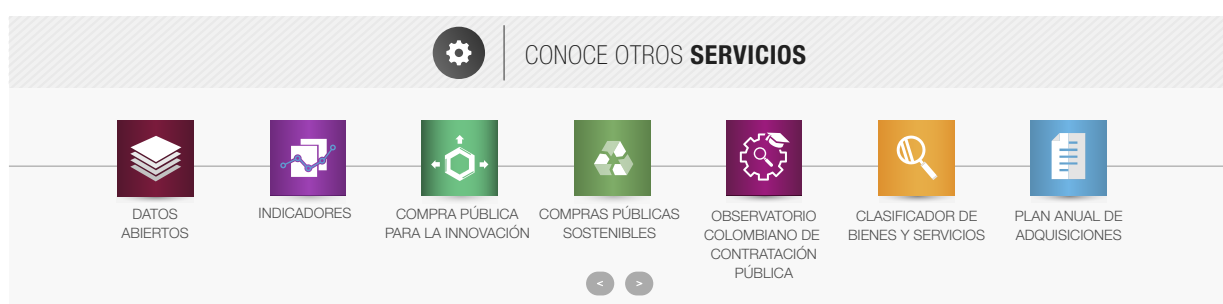 CONOCE OTROS SERVICIOS
DATOS
ABIERTOS
INDICADORES
COMPRA PÚBLICA
PARA LA INNOVACIÓN
COMPRAS PÚBLICAS
SOSTENIBLES
OBSERVATORIO
COLOMBIANO DE
CONTRATACIÓN
PÚBLICA
CLASIFICADOR DE
BIENES Y SERVICIOS
PLAN ANUAL DE
ADQUISICIONES
< >